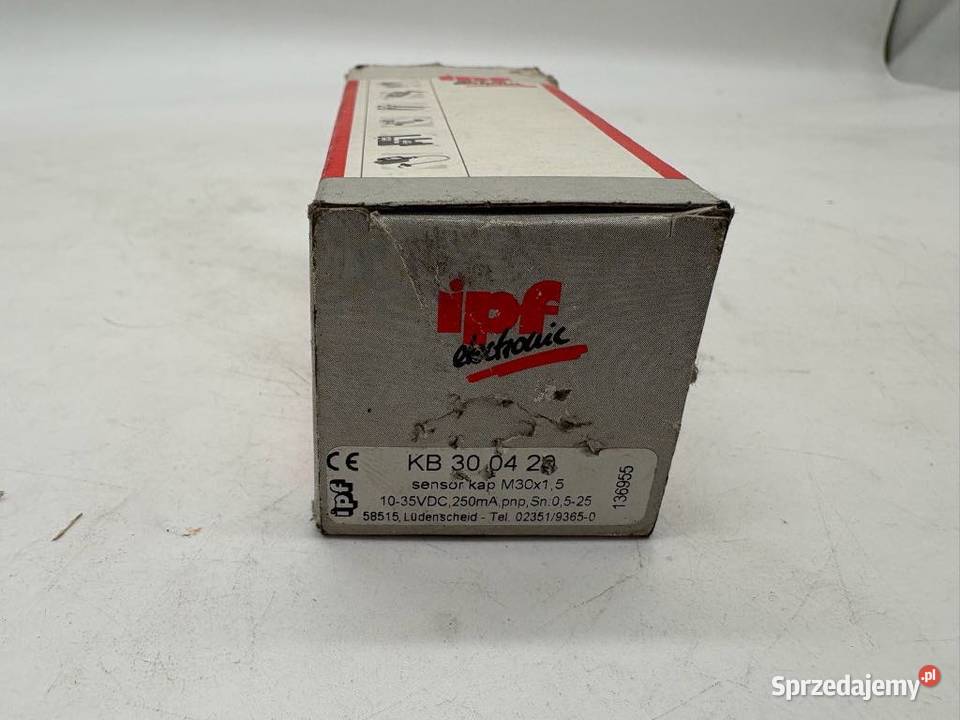 ipf
electronic
CE
ipf
KB 30 04 20
sensor kap M30x1,5
10-35VDC,250mA,pnp,Sn.0,5-25
58515 Lüdenscheid - Tel. 02351/9365-0
136955
Sprzedajemy.pl